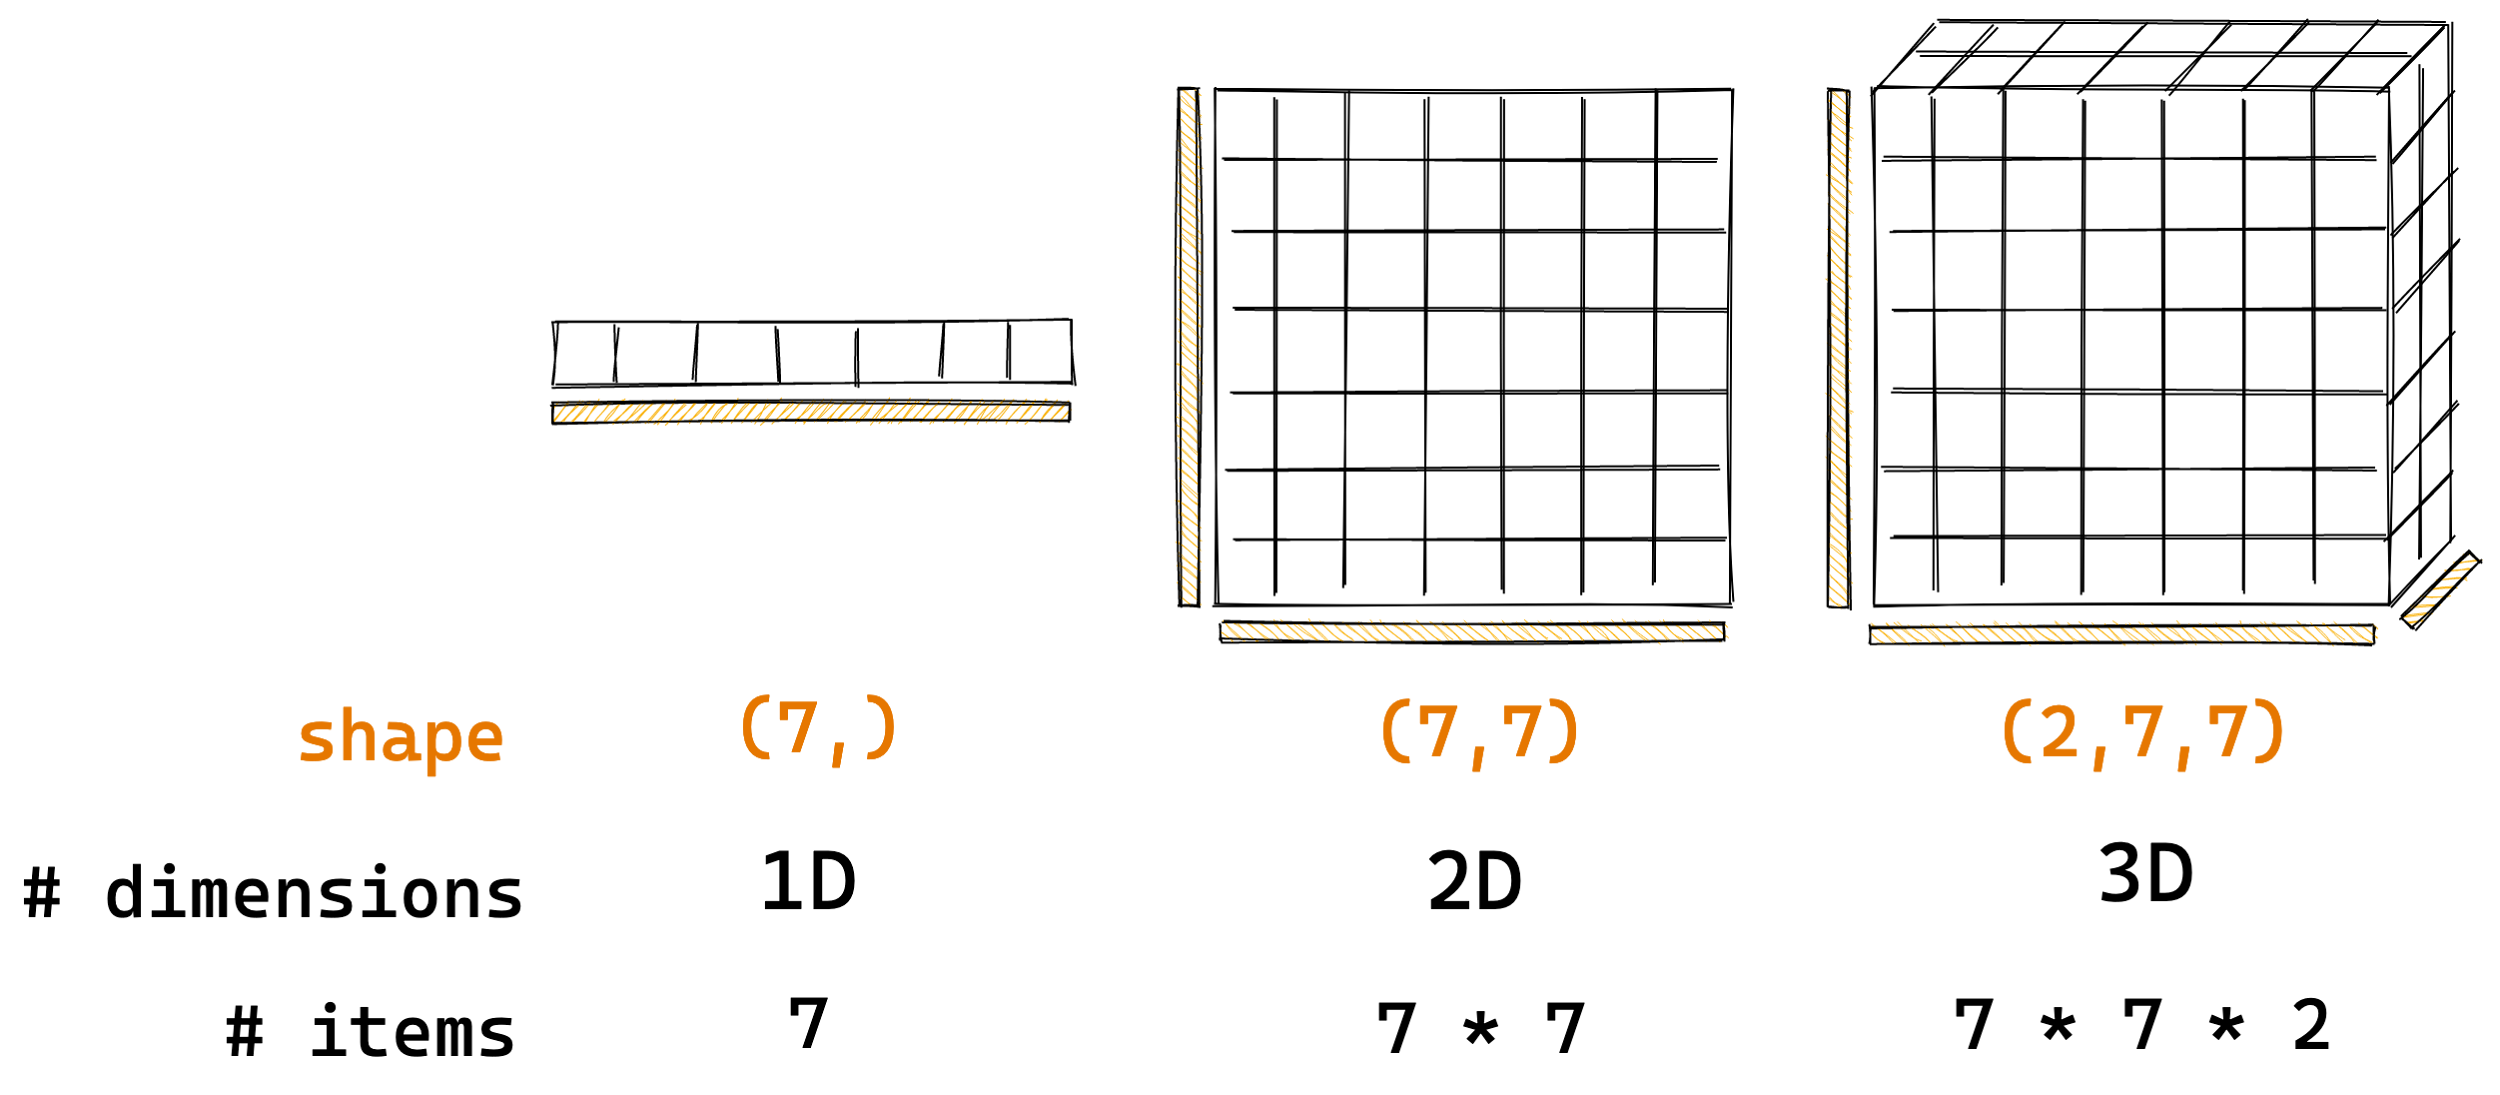 shape (7,) (7,7) (2,7,7)
# dimensions 1D 2D 3D
# items 7 7 * 7 7 * 7 * 2